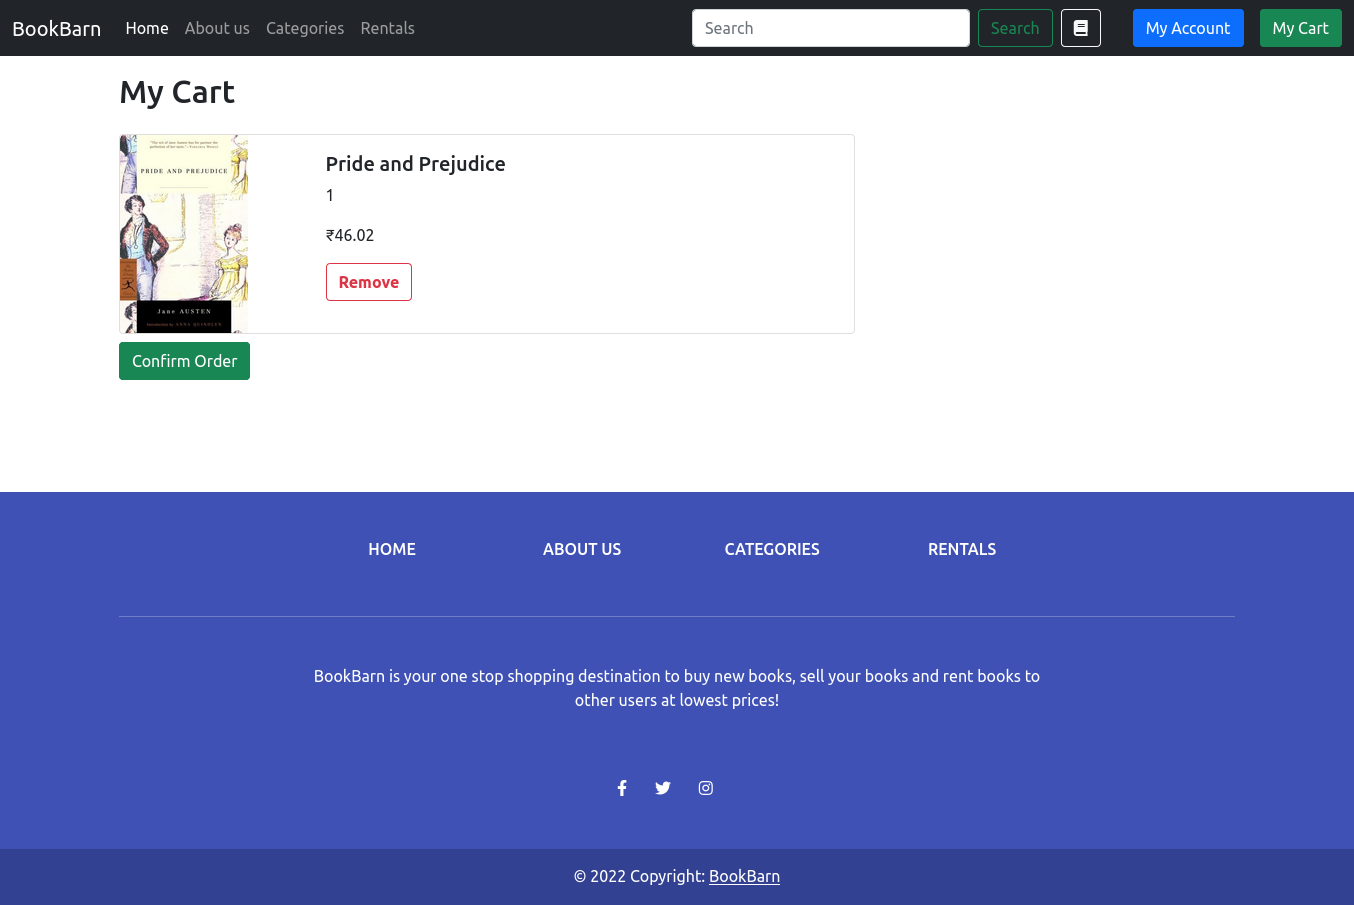 BookBarn Home About us Categories Rentals Search Search My Account My Cart
My Cart
PRIDE AND PREJUDICE
Jane AUSTEN
Pride and Prejudice
1
₹46.02
Remove
Confirm Order
HOME ABOUT US CATEGORIES RENTALS
BookBarn is your one stop shopping destination to buy new books, sell your books and rent books to
other users at lowest prices!
© 2022 Copyright: BookBarn